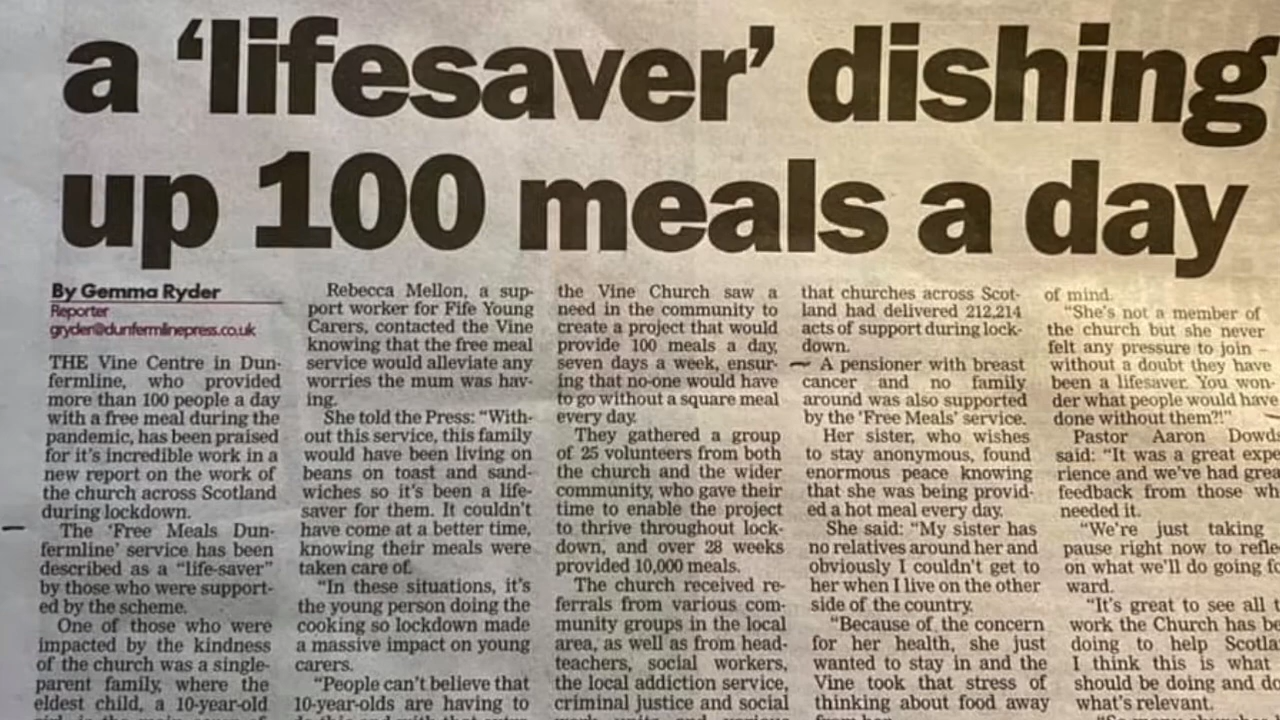 a ‘lifesaver’ dishing
up 100 meals a day
By Gemma Ryder
Reporter
gryder@dunfermlinepress.co.uk
THE Vine Centre in Dun-
fermline, who provided
more than 100 people a day
with a free meal during the
pandemic, has been praised
for it's incredible work in a
new report on the work of
the church across Scotland
during lockdown.
The 'Free Meals Dun-
fermline' service has been
described as a “life-saver”
by those who were support-
ed by the scheme.
One of those who were
impacted by the kindness
of the church was a single-
parent family, where the
eldest child, a 10-year-old
Rebecca Mellon, a sup-
port worker for Fife Young
Carers, contacted the Vine
knowing that the free meal
service would alleviate any
worries the mum was hav-
ing.
She told the Press: “With-
out this service, this family
would have been living on
beans on toast and sand-
wiches so it's been a life-
saver for them. It couldn't
have come at a better time,
knowing their meals were
taken care of.
“In these situations, it's
the young person doing the
cooking so lockdown made
a massive impact on young
carers.
“People can't believe that
10-year-olds are having to
the Vine Church saw a
need in the community to
create a project that would
provide 100 meals a day,
seven days a week, ensur-
ing that no-one would have
to go without a square meal
every day.
They gathered a group
of 25 volunteers from both
the church and the wider
community, who gave their
time to enable the project
to thrive throughout lock-
down, and over 28 weeks
provided 10,000 meals.
The church received re-
ferrals from various com-
munity groups in the local
area, as well as from head-
teachers, social workers,
the local addiction service,
criminal justice and social
that churches across Scot-
land had delivered 212,214
acts of support during lock-
down.
A pensioner with breast
cancer and no family
around was also supported
by the 'Free Meals' service.
Her sister, who wishes
to stay anonymous, found
enormous peace knowing
that she was being provid-
ed a hot meal every day.
She said: “My sister has
no relatives around her and
obviously I couldn't get to
her when I live on the other
side of the country.
“Because of the concern
for her health, she just
wanted to stay in and the
Vine took that stress of
thinking about food away
of mind.
“She's not a member of
the church but she never
felt any pressure to join –
without a doubt they have
been a lifesaver. You won-
der what people would have
done without them?!”
Pastor Aaron Dowds
said: “It was a great expe
rience and we've had grea
feedback from those wh
needed it.
“We're just taking
pause right now to refle
on what we'll do going fo
ward.
“It's great to see all t
work the Church has be
doing to help Scotla
I think this is what
should be doing and do
what's relevant.